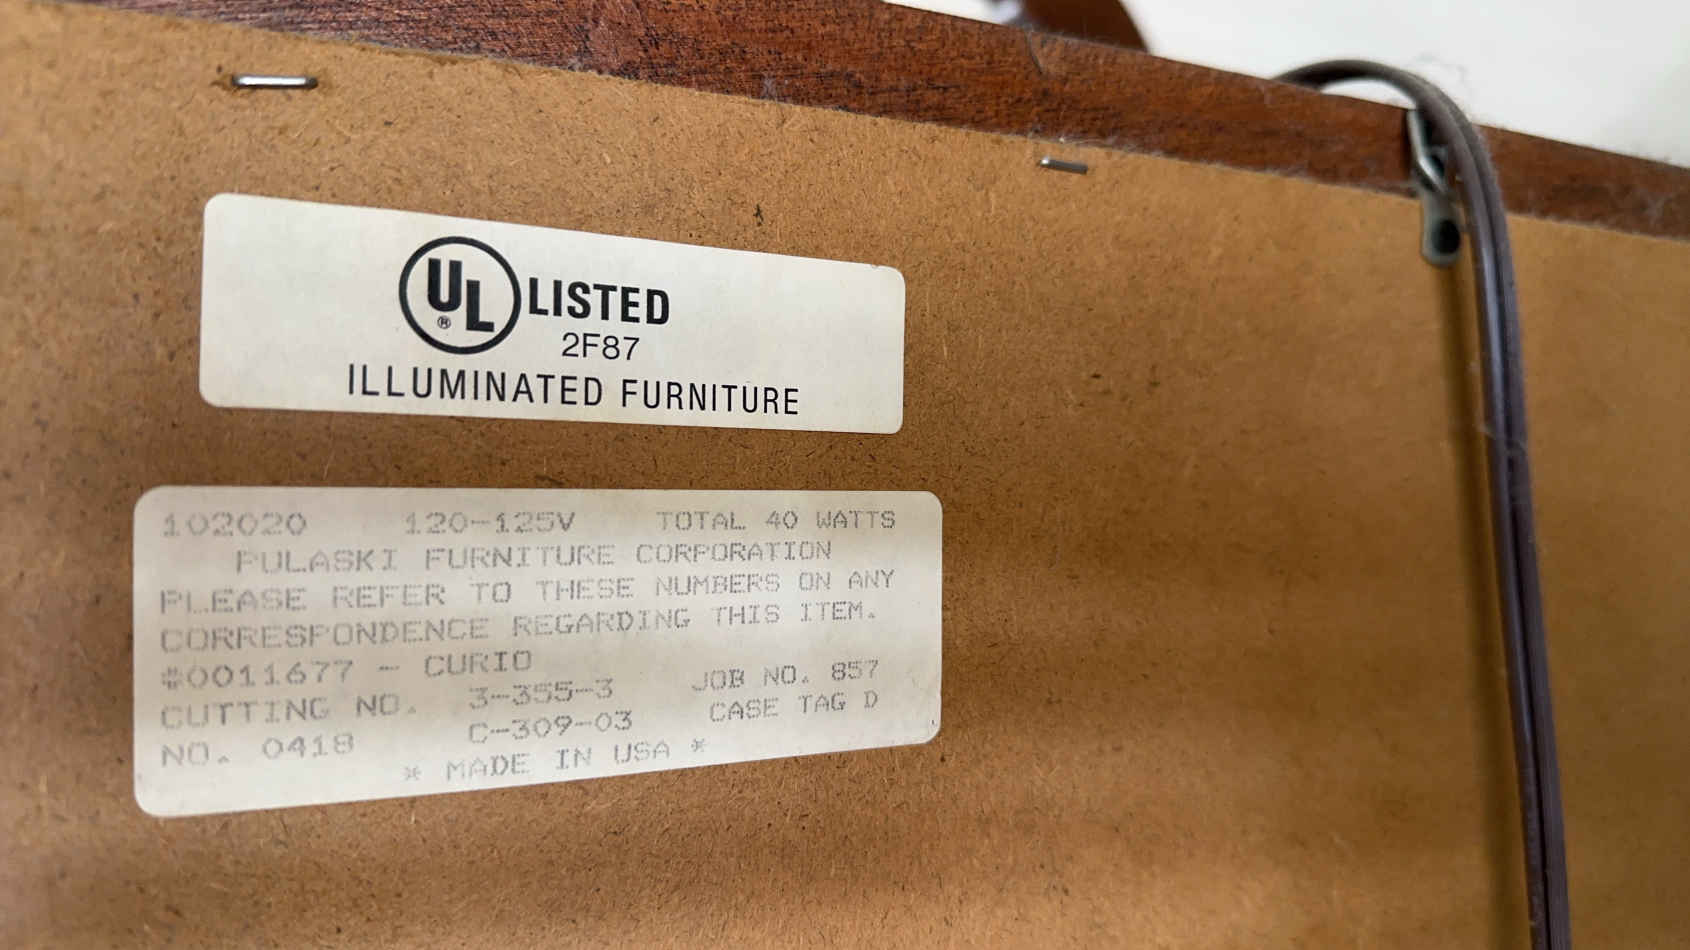 UL® LISTED
2F87
ILLUMINATED FURNITURE
102020 120-125V TOTAL 40 WATTS
PULASKI FURNITURE CORPORATION
PLEASE REFER TO THESE NUMBERS ON ANY
CORRESPONDENCE REGARDING THIS ITEM.
#0011677 - CURIO
CUTTING NO. 3-355-3 JOB NO. 857
NO. 0418 C-309-03 CASE TAG D
* MADE IN USA *